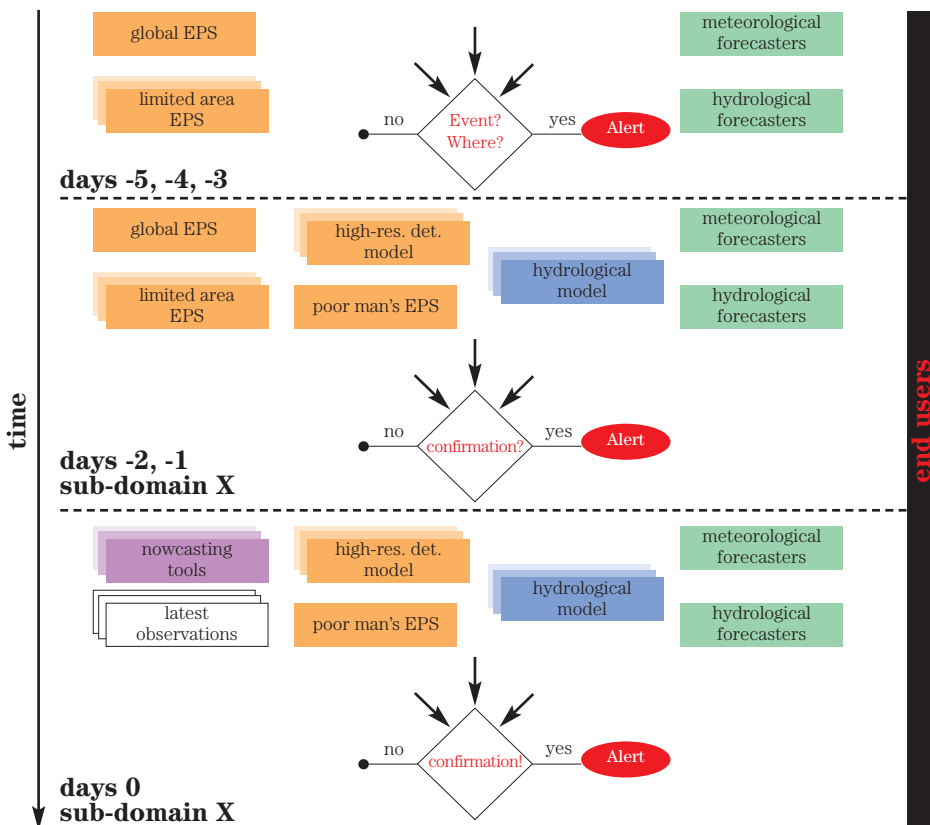 global EPS
meteorological
forecasters
limited area
EPS
hydrological
forecasters
no
Event?
Where?
yes
Alert
days -5, -4, -3
global EPS
high-res. det.
model
meteorological
forecasters
limited area
EPS
poor man's EPS
hydrological
model
hydrological
forecasters
no
confirmation?
yes
Alert
days -2, -1
sub-domain X
nowcasting
tools
high-res. det.
model
meteorological
forecasters
latest
observations
poor man's EPS
hydrological
model
hydrological
forecasters
no
confirmation!
yes
Alert
days 0
sub-domain X
time
end users